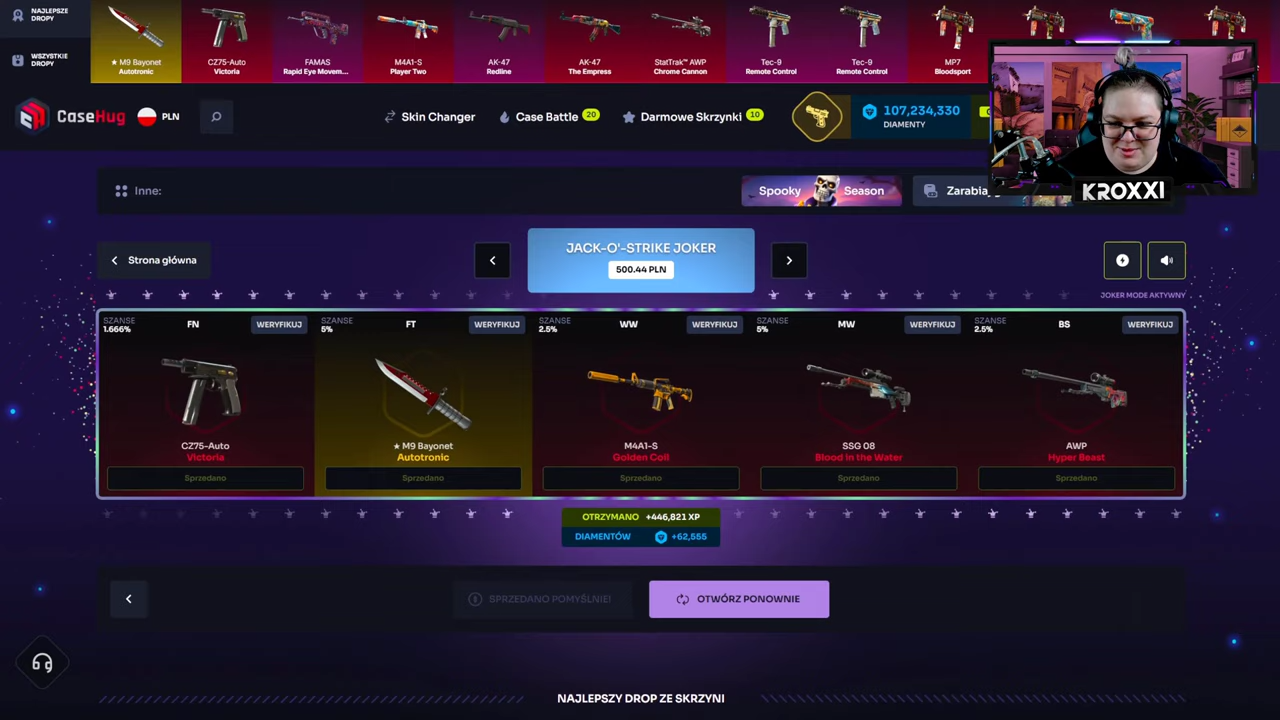 NAJLEPSZE
DROPY
WSZYSTKIE
DROPY
★ M9 Bayonet
Autotronic
CZ75-Auto
Victoria
FAMAS
Rapid Eye Movem...
M4A1-S
Player Two
AK-47
Redline
AK-47
The Empress
StatTrak™ AWP
Chrome Cannon
Tec-9
Remote Control
Tec-9
Remote Control
MP7
Bloodsport
CaseHug
PLN
Skin Changer
Case Battle 20
Darmowe Skrzynki 10
107,234,330
DIAMENTY
KROXXI
Inne:
Spooky Season
Strona główna
JACK-O'-STRIKE JOKER
500.44 PLN
JOKER MODE AKTYWNY
SZANSE
1.666%
FN
WERYFIKUJ
CZ75-Auto
Victoria
Sprzedano
SZANSE
5%
FT
WERYFIKUJ
★ M9 Bayonet
Autotronic
Sprzedano
SZANSE
2.5%
WW
WERYFIKUJ
M4A1-S
Golden Coil
Sprzedano
SZANSE
5%
MW
WERYFIKUJ
SSG 08
Blood in the Water
Sprzedano
SZANSE
2.5%
BS
WERYFIKUJ
AWP
Hyper Beast
Sprzedano
OTRZYMANO +446,821 XP
DIAMENTÓW +62,555
SPRZEDANO POMYŚLNIE!
OTWÓRZ PONOWNIE
NAJLEPSZY DROP ZE SKRZYNI